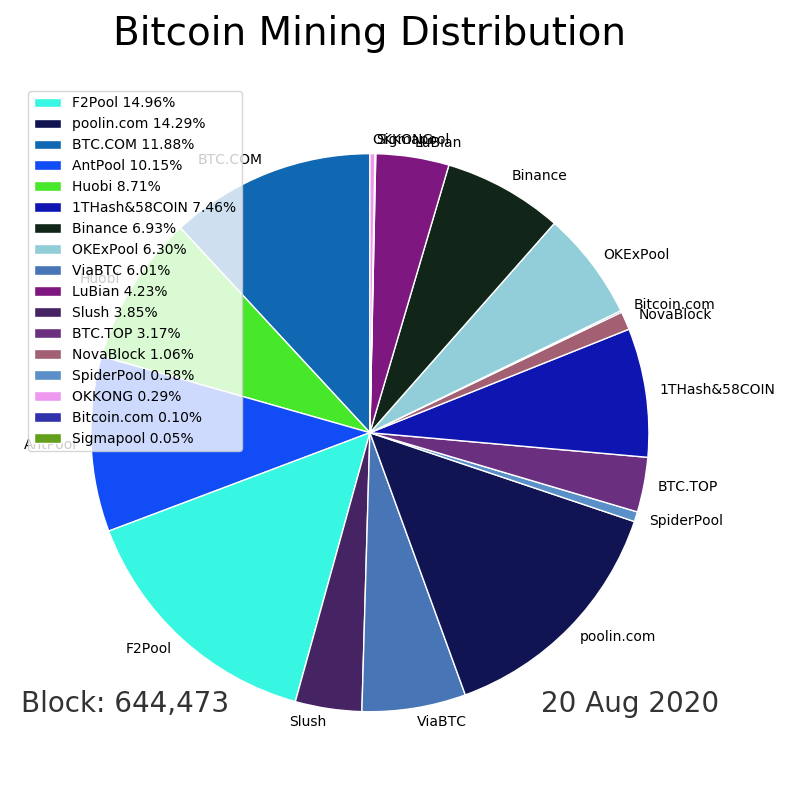 Bitcoin Mining Distribution
F2Pool 14.96%
poolin.com 14.29%
BTC.COM 11.88%
AntPool 10.15%
Huobi 8.71%
1THash&58COIN 7.46%
Binance 6.93%
OKExPool 6.30%
ViaBTC 6.01%
LuBian 4.23%
Slush 3.85%
BTC.TOP 3.17%
NovaBlock 1.06%
SpiderPool 0.58%
OKKONG 0.29%
Bitcoin.com 0.10%
Sigmapool 0.05%
OKKONG
Sigmapool
LuBian
BTC.COM
Binance
OKExPool
Huobi
Bitcoin.com
NovaBlock
1THash&58COIN
AntPool
BTC.TOP
SpiderPool
poolin.com
F2Pool
Slush
ViaBTC
Block: 644,473
20 Aug 2020